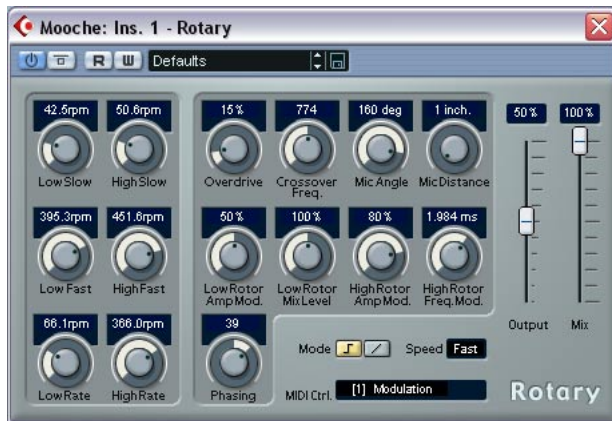 Mooche: Ins. 1 - Rotary
R W Defaults
42.5rpm 50.6rpm 15% 774 160 deg 1 inch. 50% 100%
Low Slow High Slow Overdrive Crossover Freq. Mic Angle Mic Distance
395.3rpm 451.6rpm 50% 100% 80% 1.984 ms
Low Fast High Fast Low Rotor Amp Mod. Low Rotor Mix Level High Rotor Amp Mod. High Rotor Freq. Mod.
66.1rpm 366.0rpm 39 Output Mix
Mode Speed Fast
Low Rate High Rate Phasing MIDI Ctrl. [1] Modulation
Rotary